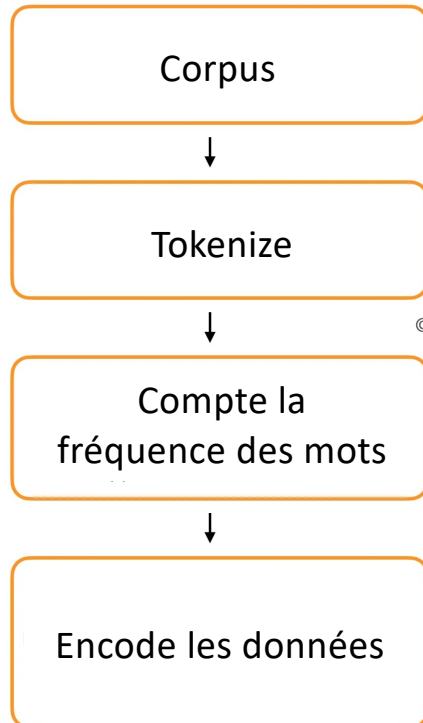 Corpus
Tokenize
©
Compte la
fréquence des mots
Encode les données